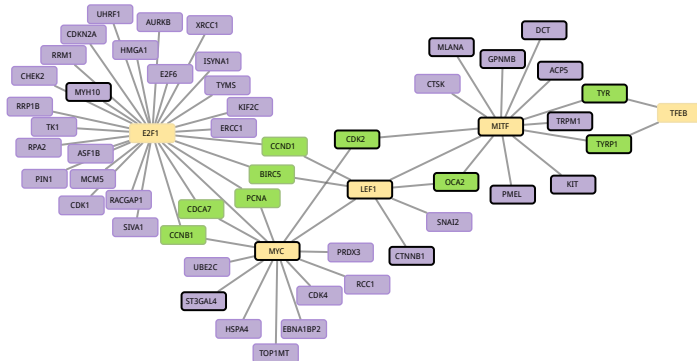 UHRF1
AURKB
XRCC1
CDKN2A
HMGA1
RRM1
ISYNA1
CHEK2
E2F6
TYMS
MYH10
RRP1B
KIF2C
TK1
E2F1
ERCC1
RPA2
ASF1B
CCND1
PIN1
MCM5
BIRC5
CDK1
RACGAP1
PCNA
CDCA7
SIVA1
CCNB1
MYC
UBE2C
PRDX3
ST3GAL4
CDK4
RCC1
HSPA4
EBNA1BP2
TOP1MT
CDK2
LEF1
OCA2
SNAI2
CTNNB1
DCT
MLANA
GPNMB
ACP5
CTSK
TYR
TFEB
MITF
TRPM1
TYRP1
PMEL
KIT